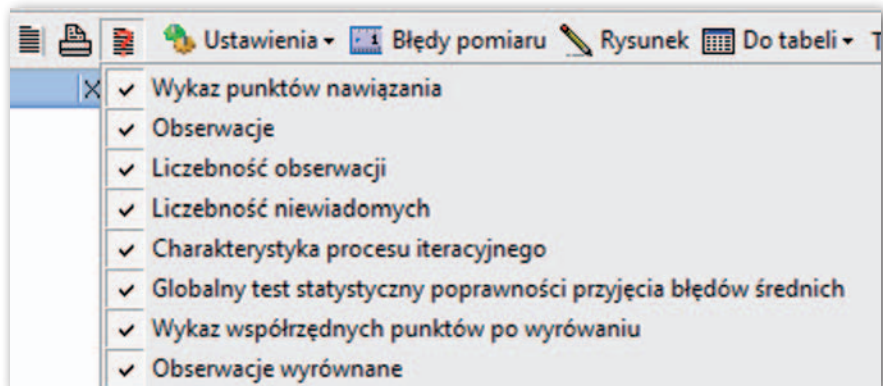 Ustawienia Błędy pomiaru Rysunek Do tabeli T
Wykaz punktów nawiązania
Obserwacje
Liczebność obserwacji
Liczebność niewiadomych
Charakterystyka procesu iteracyjnego
Globalny test statystyczny poprawności przyjęcia błędów średnich
Wykaz współrzędnych punktów po wyrówaniu
Obserwacje wyrównane